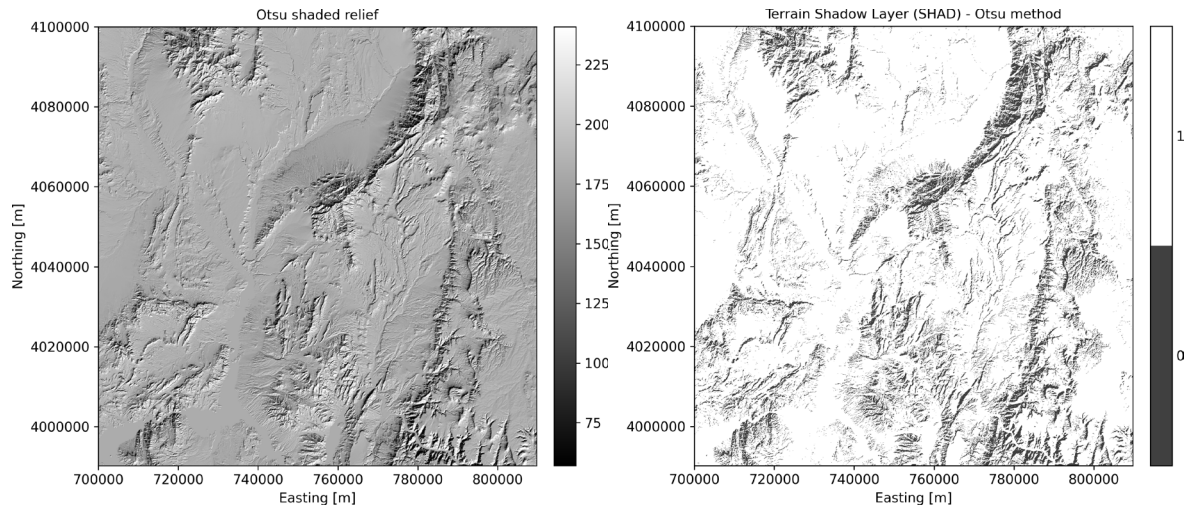 Otsu shaded relief
4100000
4080000
4060000
4040000
4020000
4000000
Northing [m]
700000 720000 740000 760000 780000 800000
Easting [m]
225
200
175
150
125
100
75
Terrain Shadow Layer (SHAD) - Otsu method
4100000
4080000
4060000
4040000
4020000
4000000
Northing [m]
700000 720000 740000 760000 780000 800000
Easting [m]
1
0